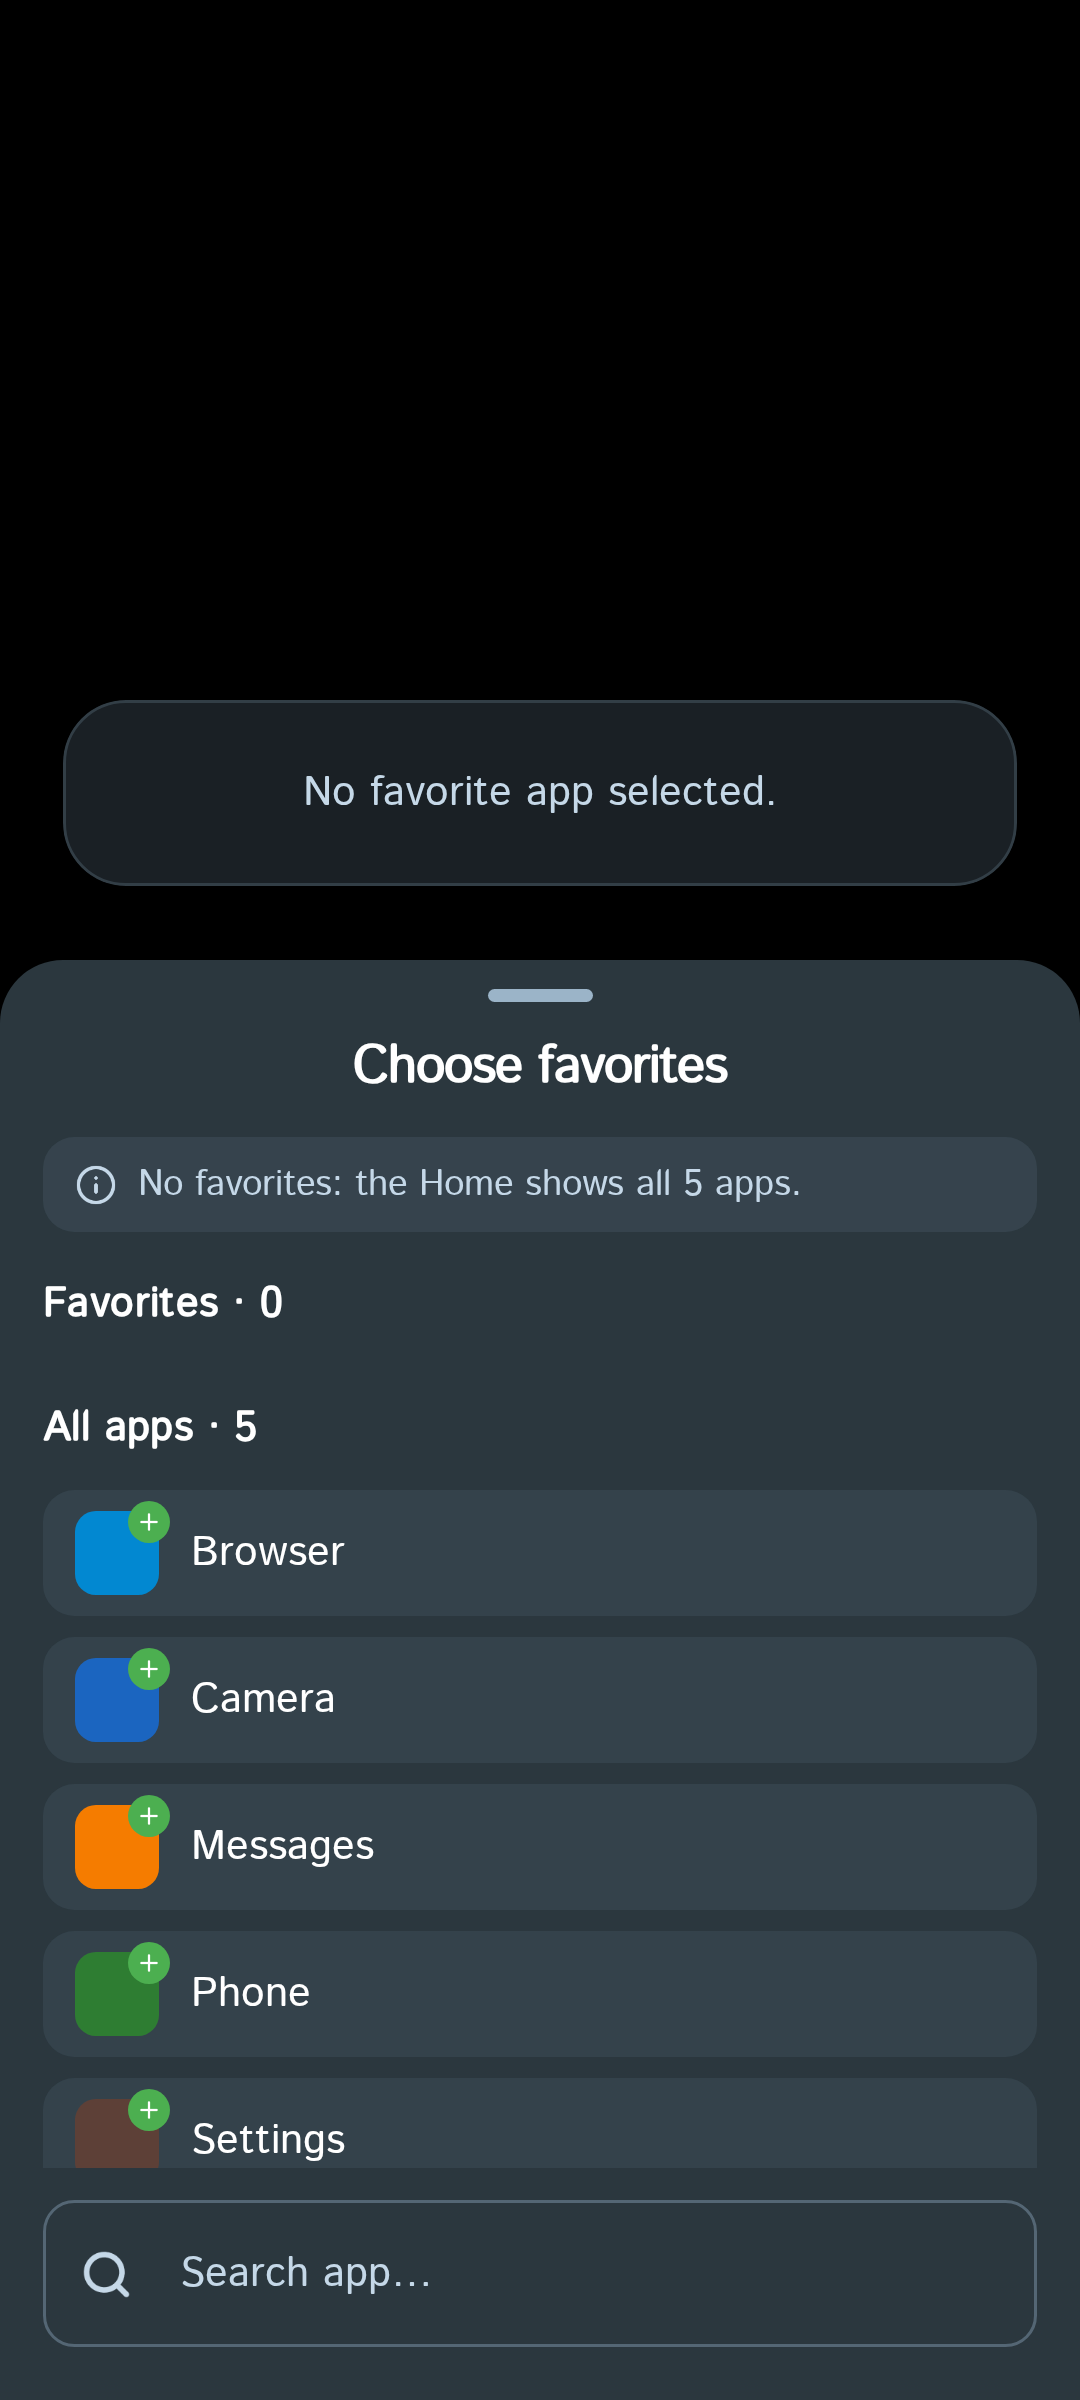 No favorite app selected.
Choose favorites
No favorites: the Home shows all 5 apps.
Favorites · 0
All apps · 5
Browser
Camera
Messages
Phone
Settings
Search app...